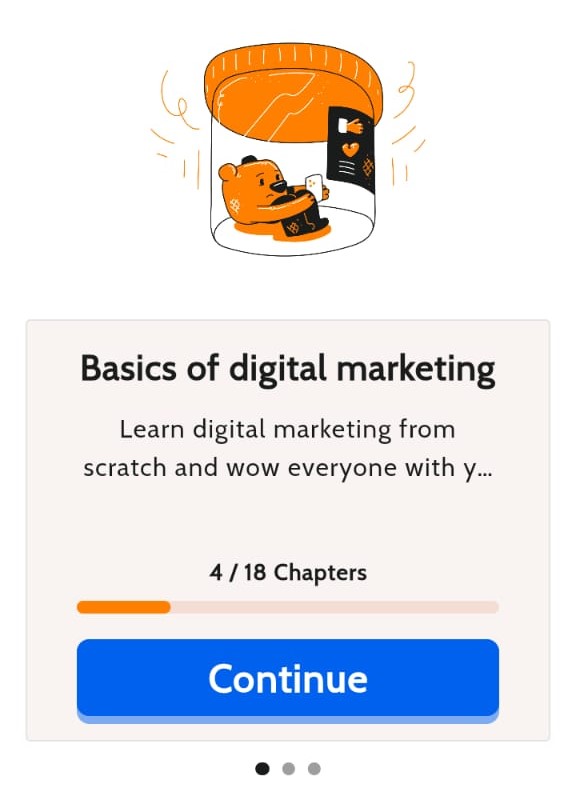 Basics of digital marketing
Learn digital marketing from
scratch and wow everyone with y...
4 / 18 Chapters
Continue